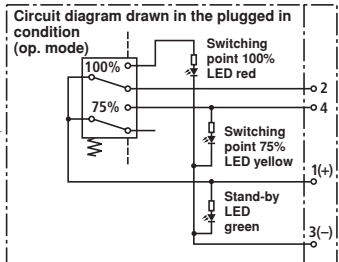 Circuit diagram drawn in the plugged in
condition
(op. mode)
100%
Switching
point 100%
LED red
2
75%
4
Switching
point 75%
LED yellow
1(+)
Stand-by
LED
green
3(–)